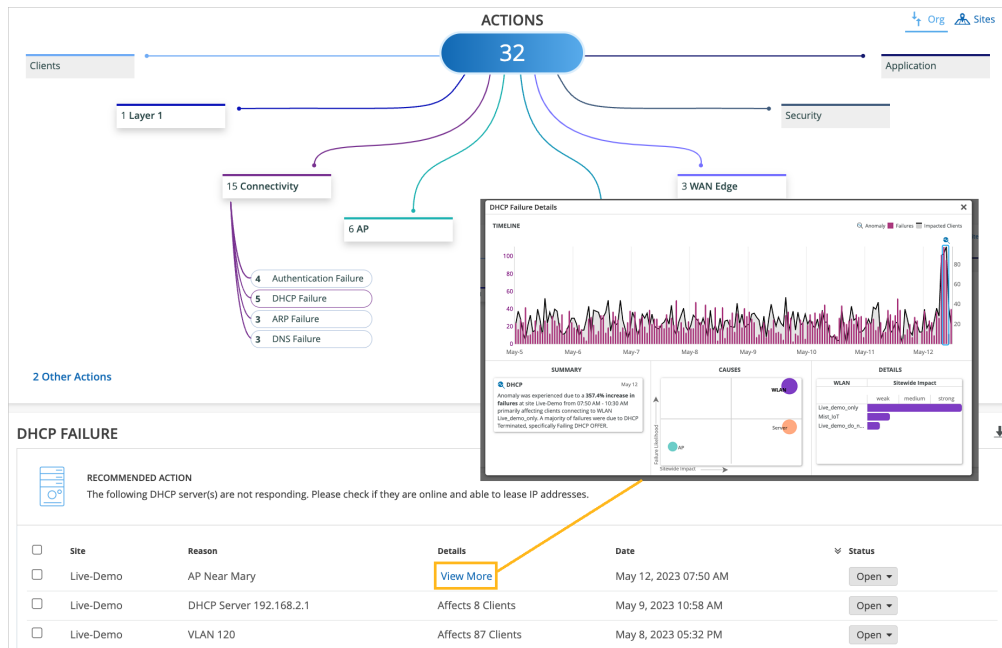 ACTIONS
Org Sites
32
Clients
Application
1 Layer 1
Security
15 Connectivity
3 WAN Edge
6 AP
4 Authentication Failure
5 DHCP Failure
3 ARP Failure
3 DNS Failure
2 Other Actions
DHCP Failure Details
TIMELINE
Anomaly Failures Impacted Clients
100
80
60
40
20
0
80
60
40
20
May-5 May-6 May-7 May-8 May-9 May-10 May-11 May-12
SUMMARY
DHCP May 12
Anomaly was experienced due to a 357.4% increase in
failures at site Live-Demo from 07:50 AM - 10:30 AM
primarily affecting clients connecting to WLAN
Live_demo_only. A majority of failures were due to DHCP
Terminated, specifically Failing DHCP OFFER.
CAUSES
WLAN
Server
AP
Failure Likelihood
Sitewide Impact
DETAILS
WLAN Sitewide Impact
weak medium strong
Live_demo_only
Mist_IoT
Live_demo_do_n...
DHCP FAILURE
RECOMMENDED ACTION
The following DHCP server(s) are not responding. Please check if they are online and able to lease IP addresses.
Site Reason Details Date Status
Live-Demo AP Near Mary View More May 12, 2023 07:50 AM Open
Live-Demo DHCP Server 192.168.2.1 Affects 8 Clients May 9, 2023 10:58 AM Open
Live-Demo VLAN 120 Affects 87 Clients May 8, 2023 05:32 PM Open